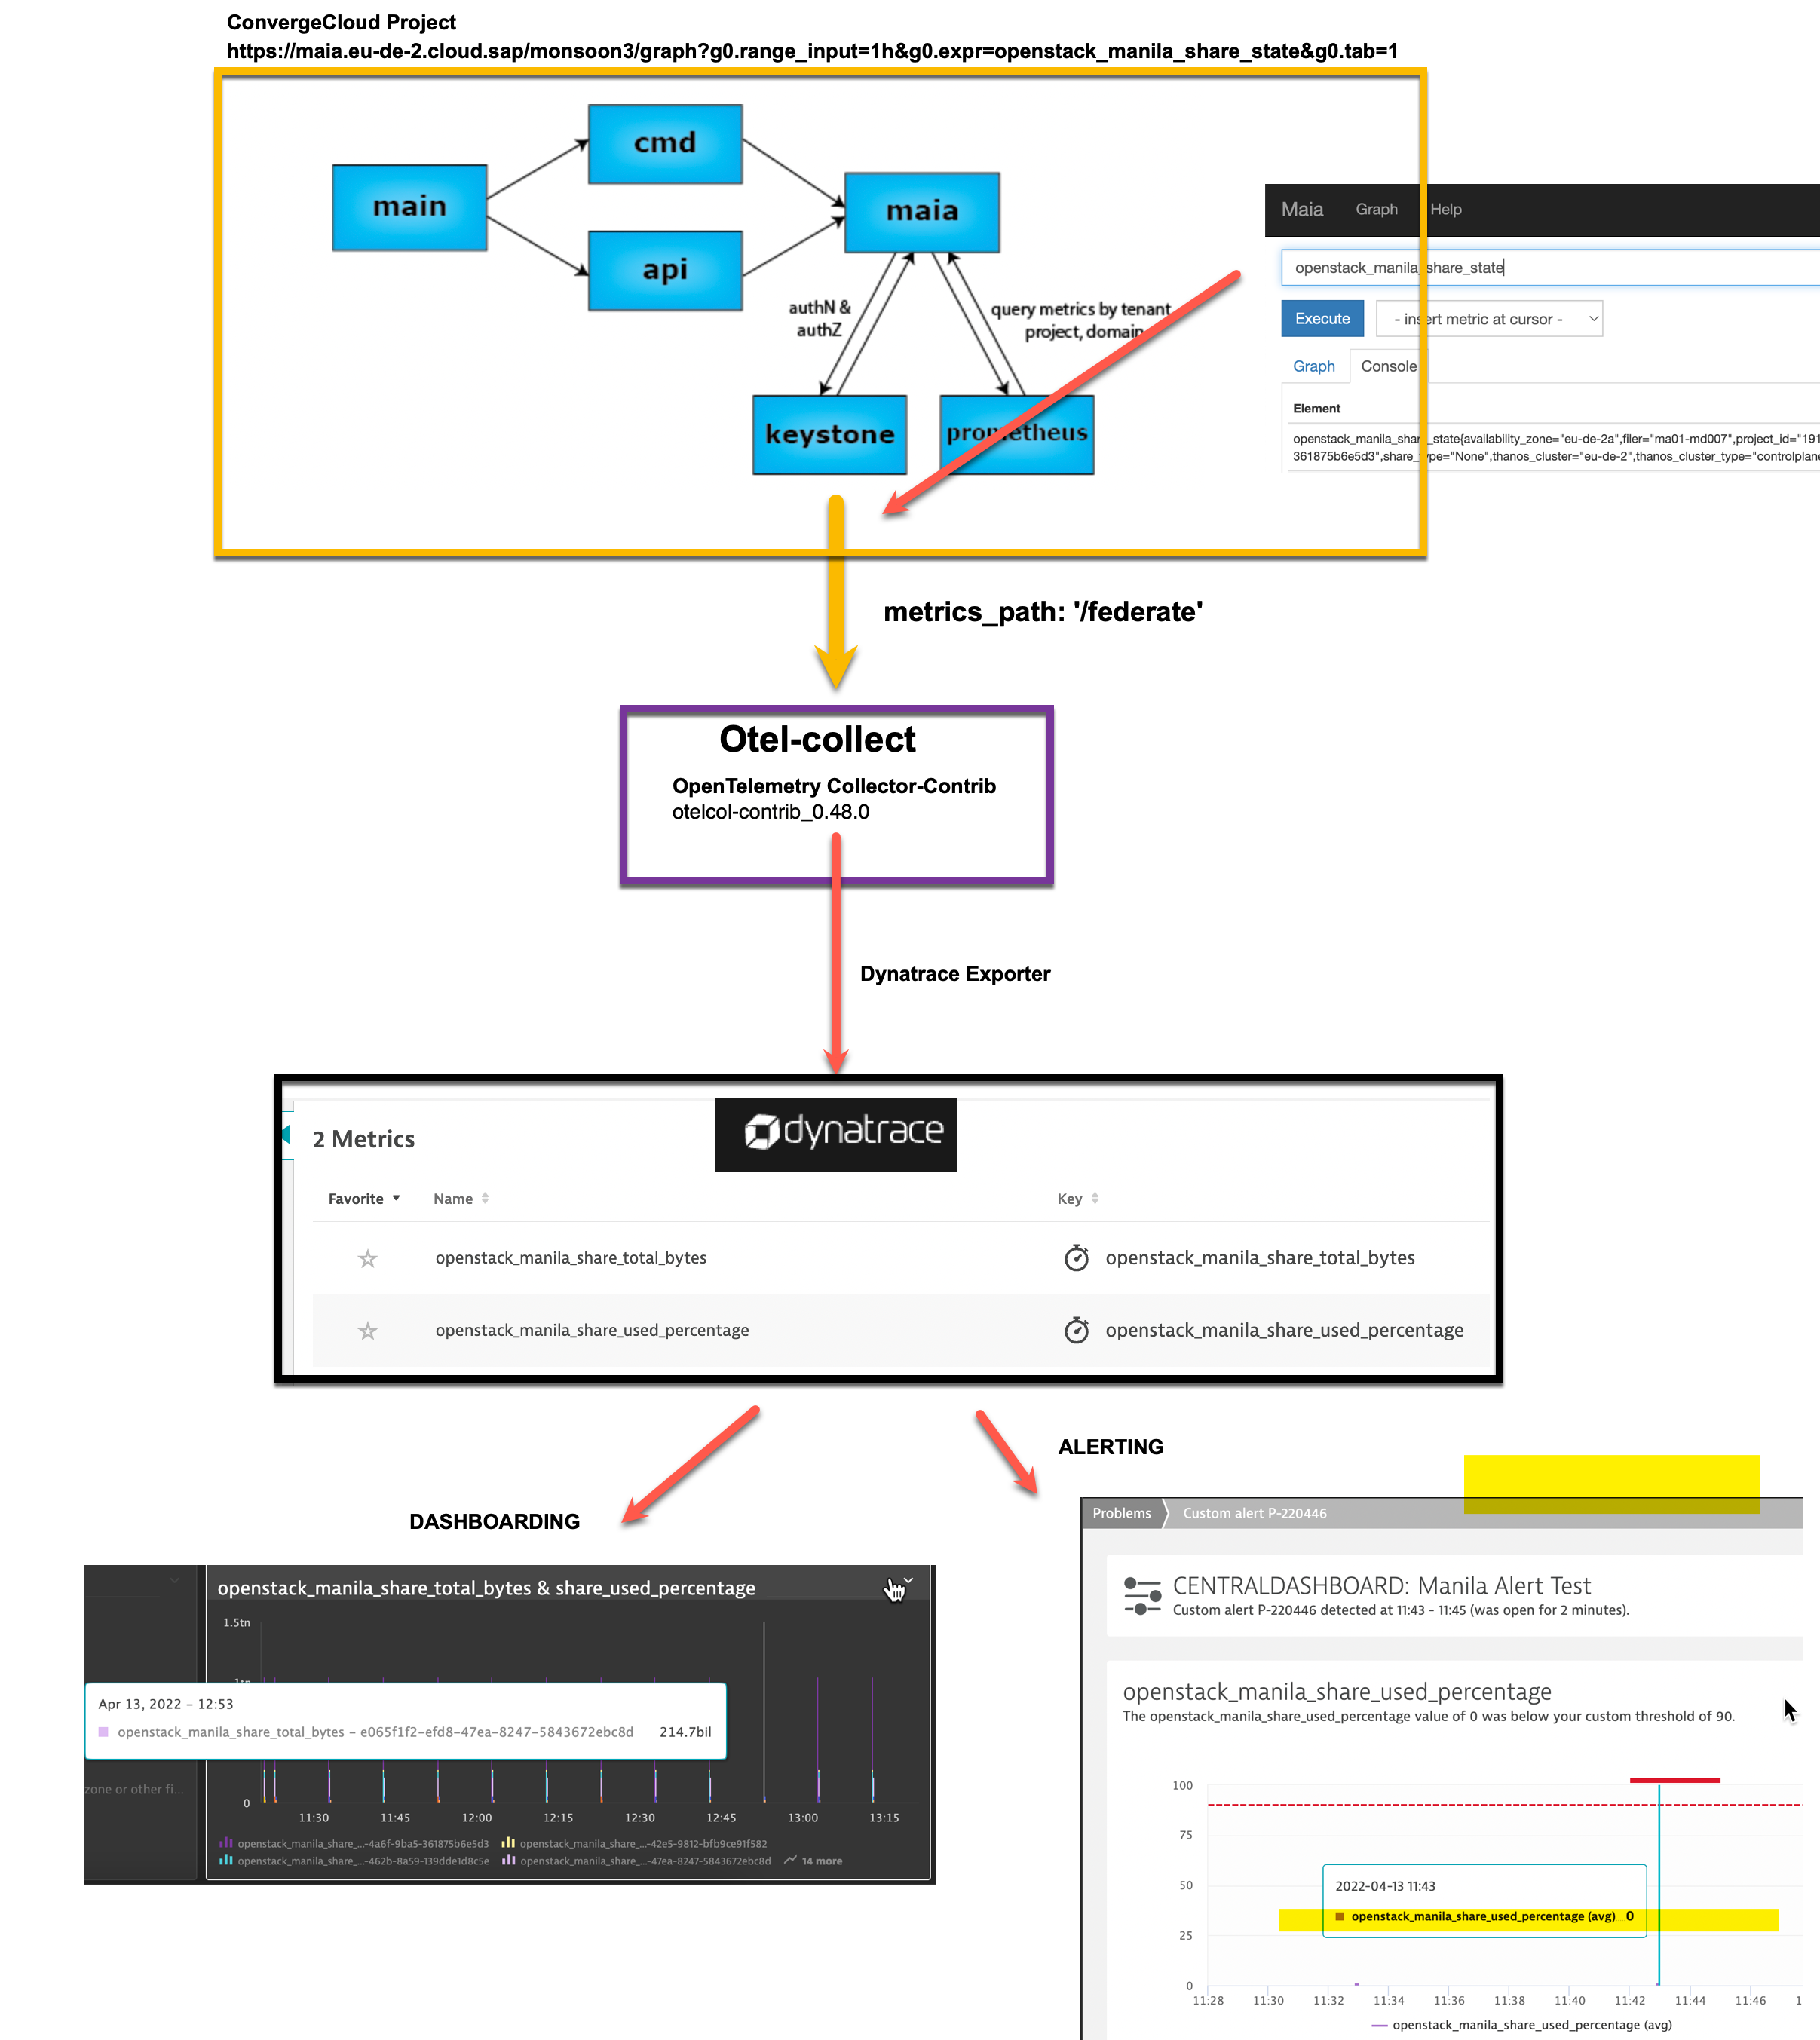 ConvergeCloud Project
https://maia.eu-de-2.cloud.sap/monsoon3/graph?g0.range_input=1h&g0.expr=openstack_manila_share_state&g0.tab=1
main
cmd
api
maia
authN &
authZ
query metrics by tenant
project, domain
keystone
prometheus
Maia Graph Help
openstack_manila_share_state
Execute - insert metric at cursor -
Graph Console
Element
openstack_manila_share_state{availability_zone="eu-de-2a",filer="ma01-md007",project_id="191
361875b6e5d3",share_type="None",thanos_cluster="eu-de-2",thanos_cluster_type="controlplane
metrics_path: '/federate'
Otel-collect
OpenTelemetry Collector-Contrib
otelcol-contrib_0.48.0
Dynatrace Exporter
dynatrace
2 Metrics
Favorite Name Key
openstack_manila_share_total_bytes openstack_manila_share_total_bytes
openstack_manila_share_used_percentage openstack_manila_share_used_percentage
DASHBOARDING
openstack_manila_share_total_bytes & share_used_percentage
1.5tn
1tn
Apr 13, 2022 – 12:53
openstack_manila_share_total_bytes – e065f1f2-efd8-47ea-8247-5843672ebc8d 214.7bil
zone or other fi...
0
11:30 11:45 12:00 12:15 12:30 12:45 13:00 13:15
openstack_manila_share_...-4a6f-9ba5-361875b6e5d3 openstack_manila_share_...-42e5-9812-bfb9ce91f582
openstack_manila_share_...-462b-8a59-139dde1d8c5e openstack_manila_share_...-47ea-8247-5843672ebc8d 14 more
ALERTING
Problems Custom alert P-220446
CENTRALDASHBOARD: Manila Alert Test
Custom alert P-220446 detected at 11:43 - 11:45 (was open for 2 minutes).
openstack_manila_share_used_percentage
The openstack_manila_share_used_percentage value of 0 was below your custom threshold of 90.
100
75
50
25
0
2022-04-13 11:43
openstack_manila_share_used_percentage (avg) 0
11:28 11:30 11:32 11:34 11:36 11:38 11:40 11:42 11:44 11:46 1
openstack_manila_share_used_percentage (avg)